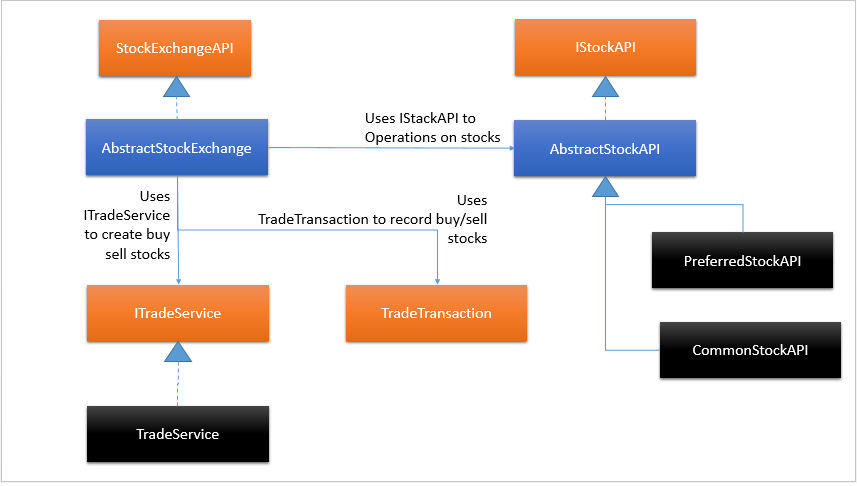 StockExchangeAPI
IStockAPI
Uses IStackAPI to
Operations on stocks
AbstractStockExchange
AbstractStockAPI
Uses
ITradeService
to create buy
sell stocks
Uses
TradeTransaction to record buy/sell
stocks
PreferredStockAPI
ITradeService
TradeTransaction
CommonStockAPI
TradeService